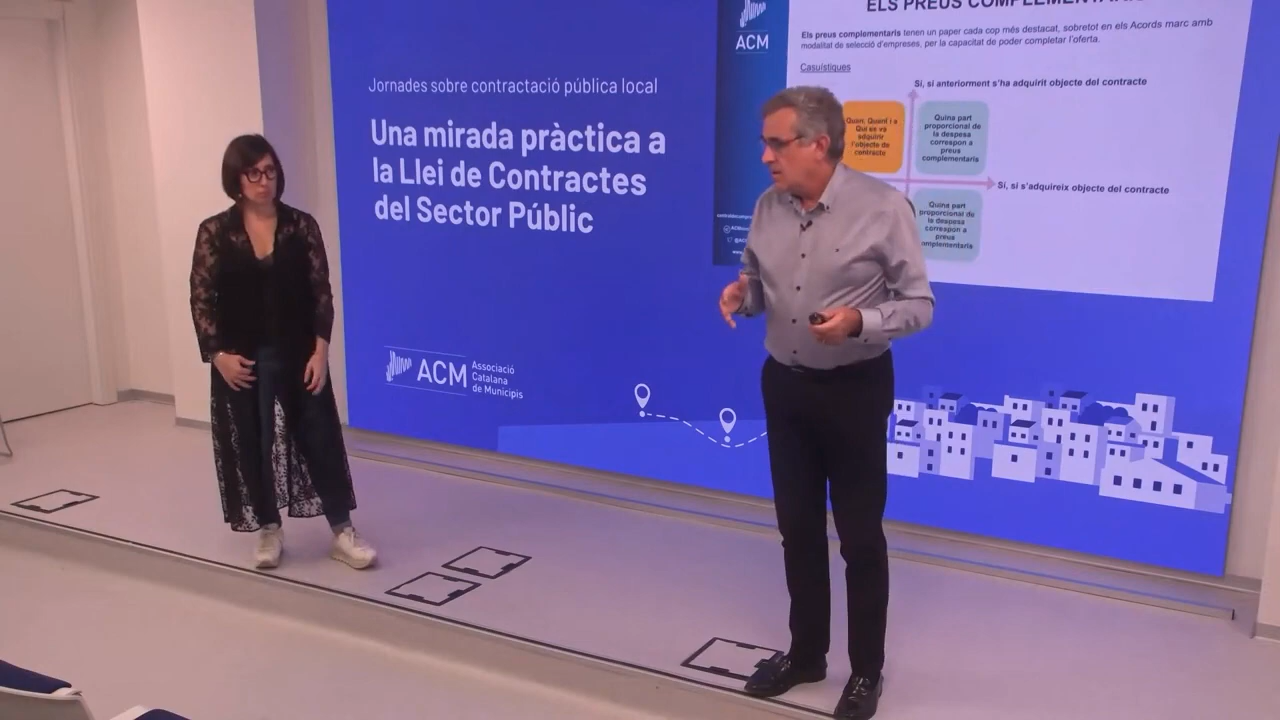 Jornades sobre contractació pública local
Una mirada pràctica a
la Llei de Contractes
del Sector Públic
ACM
Associació
Catalana
de Municipis
ACM
ELS PREUS COMPLEMENTARIS
Els preus complementaris tenen un paper cada cop més destacat, sobretot en els Acords marc amb
modalitat de selecció d'empreses, per la capacitat de poder completar l'oferta.
Casuístiques
Sí, si anteriorment s'ha adquirit objecte del contracte
Quan, Quant i a
Qui se va
adquirir
l'objecte de
contracte
Quina part
proporcional de
la despesa
correspon a
preus
complementaris
Sí, si s'adquireix objecte del contracte
Quina part
proporcional de
la despesa
correspon a
preus
complementaris